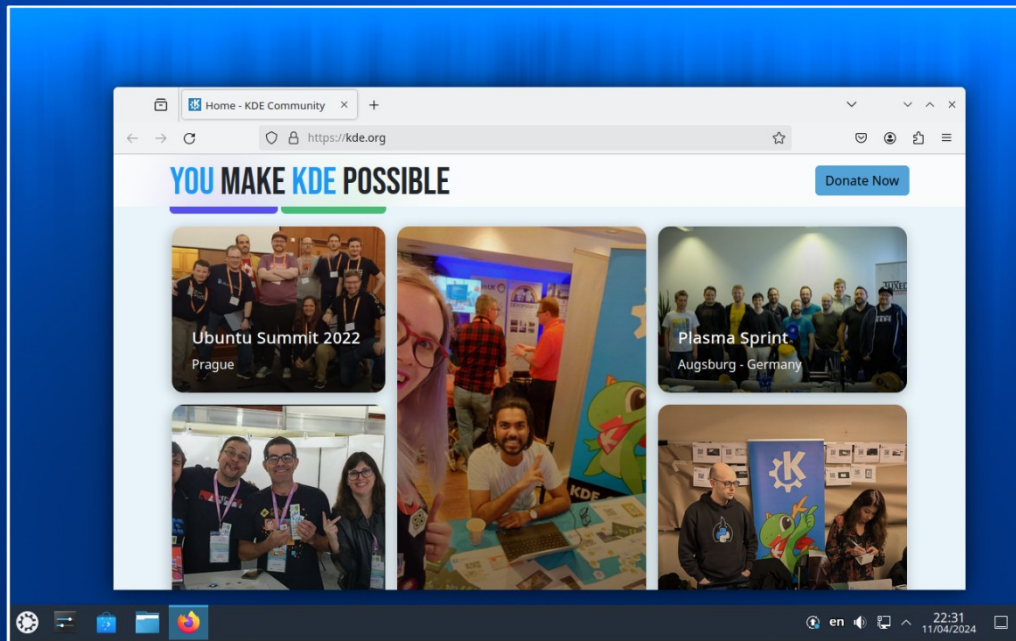 Home - KDE Community
https://kde.org
YOU MAKE KDE POSSIBLE
Donate Now
Ubuntu Summit 2022
Prague
Plasma Sprint
Augsburg - Germany
KDE
K
en
22:31
11/04/2024